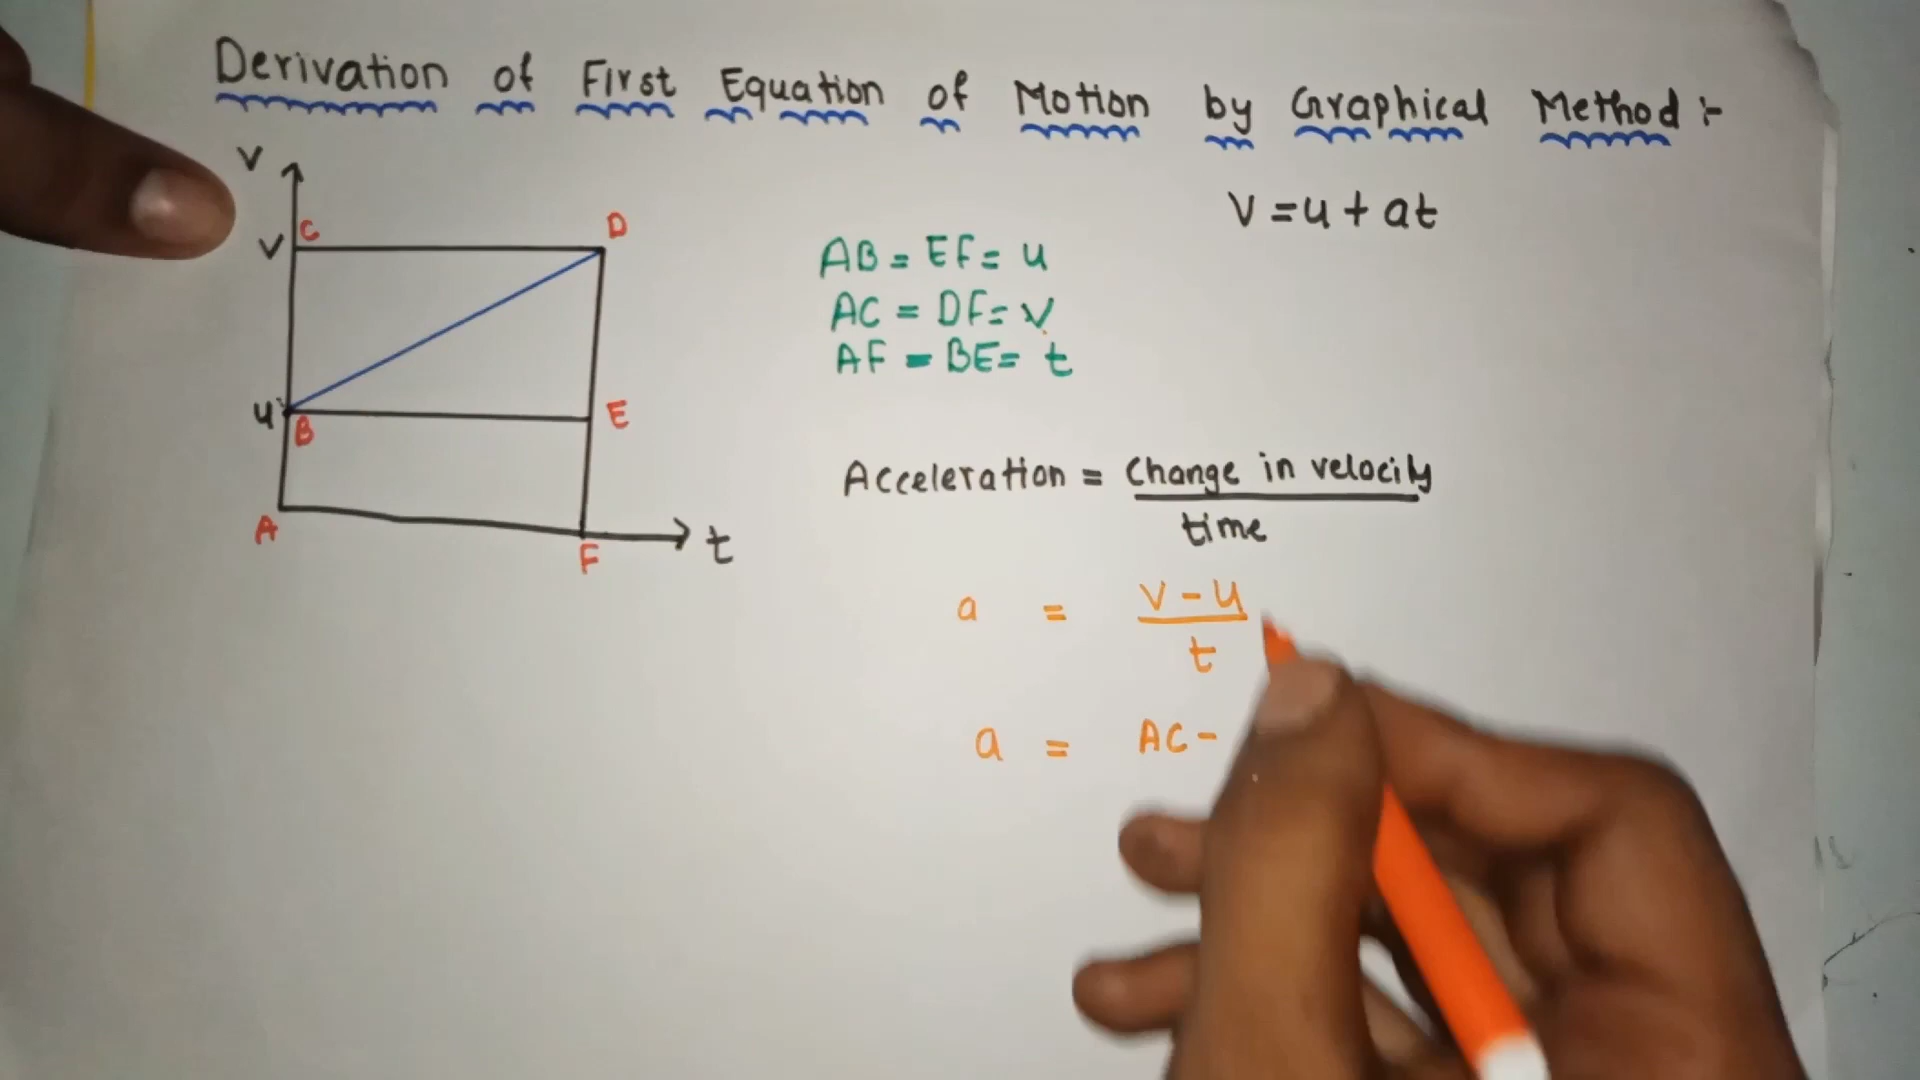 Derivation of First Equation of Motion by Graphical Method :-
V
V = u + at
C
D
V
AB = EF = u
AC = DF = V
AF = BE = t
u
B
E
Acceleration = Change in velocity
time
A
F
t
a = V - u
t
a = AC -